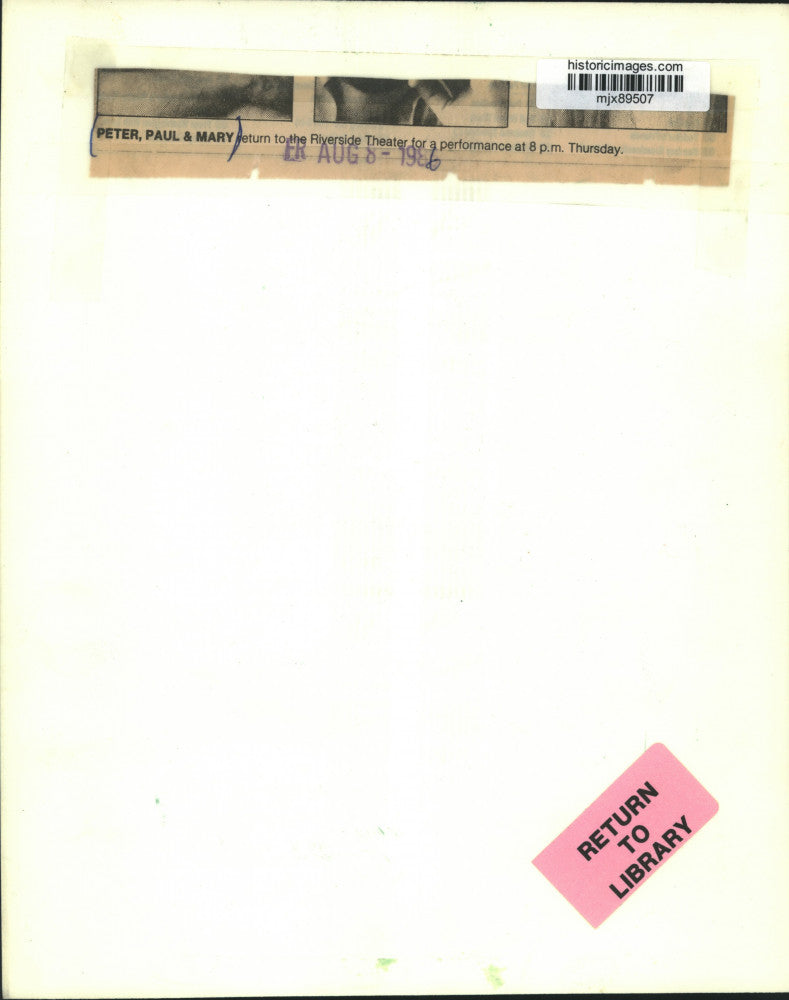 historicimages.com
mjx89507
PETER, PAUL & MARY return to the Riverside Theater for a performance at 8 p.m. Thursday.
FR AUG 8 - 1986
RETURN
TO
LIBRARY